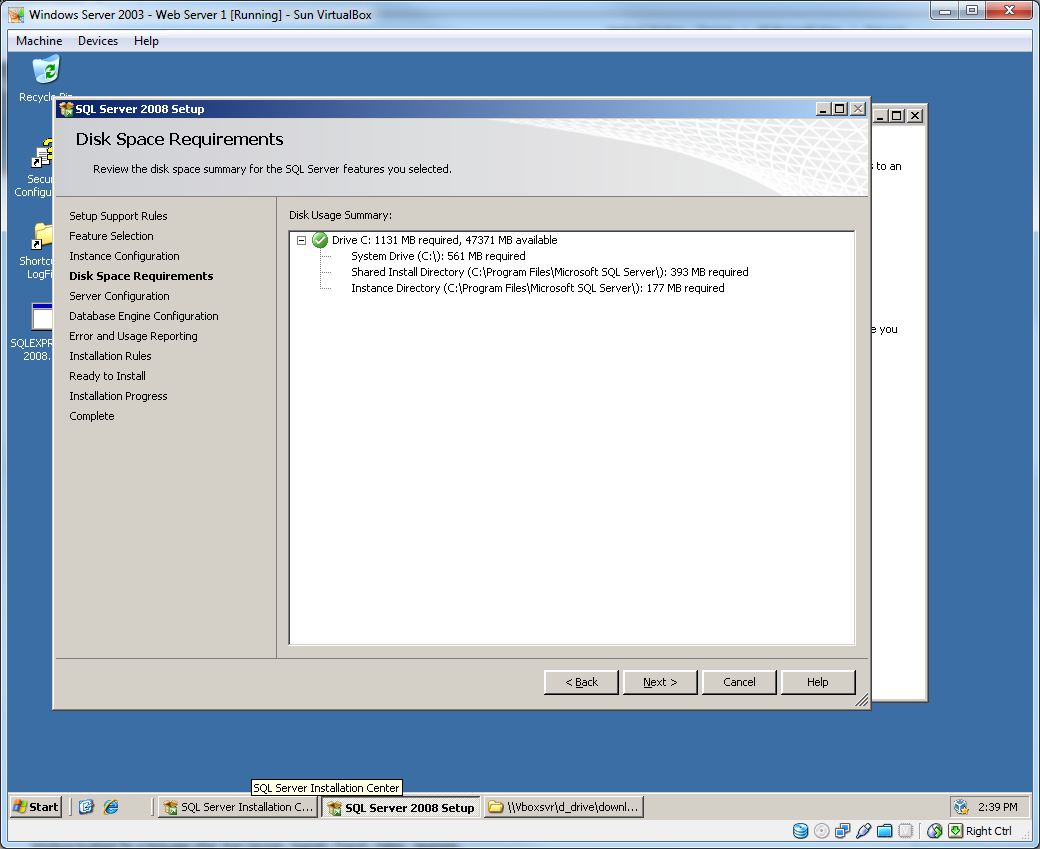 Windows Server 2003 - Web Server 1 [Running] - Sun VirtualBox
Machine Devices Help
Recycle Bin
SQL Server 2008 Setup
Disk Space Requirements
Review the disk space summary for the SQL Server features you selected.
s to an
Secu
Configu
Setup Support Rules
Feature Selection
Instance Configuration
Disk Space Requirements
Server Configuration
Database Engine Configuration
Error and Usage Reporting
Installation Rules
Ready to Install
Installation Progress
Complete
Disk Usage Summary:
Drive C: 1131 MB required, 47371 MB available
System Drive (C:\): 561 MB required
Shared Install Directory (C:\Program Files\Microsoft SQL Server\): 393 MB required
Instance Directory (C:\Program Files\Microsoft SQL Server\): 177 MB required
Shortc
LogFi
SQLEXPR
2008.
e you
< Back
Next >
Cancel
Help
SQL Server Installation Center
Start
SQL Server Installation C...
SQL Server 2008 Setup
\\Vboxsvr\d_drive\downl...
2:39 PM
Right Ctrl